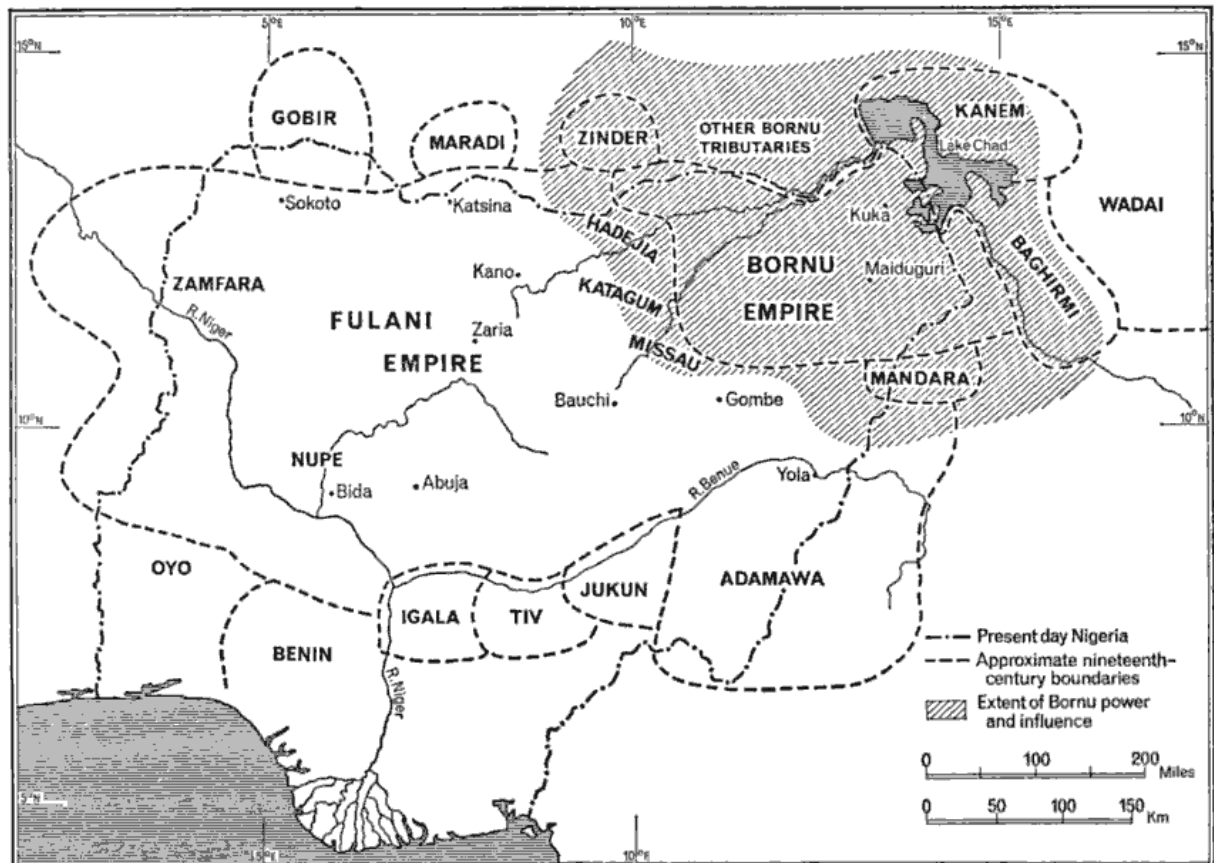 5°E
10°E
15°E
15°N
15°N
GOBIR
MARADI
ZINDER
OTHER BORNU
TRIBUTARIES
KANEM
Lake Chad
Sokoto
Katsina
Kuka
WADAI
HADEJIA
ZAMFARA
Kano
BORNU
EMPIRE
Maiduguri
BAGHIRMI
R. Niger
FULANI
EMPIRE
KATAGUM
Zaria
MISSAU
MANDARA
Bauchi
Gombe
10°N
10°N
NUPE
Bida
Abuja
R. Benue
Yola
OYO
IGALA
TIV
JUKUN
ADAMAWA
BENIN
R. Niger
Present day Nigeria
Approximate nineteenth-
century boundaries
Extent of Bornu power
and influence
0 100 200
Miles
0 50 100 150
Km
5°N
5°E
10°E